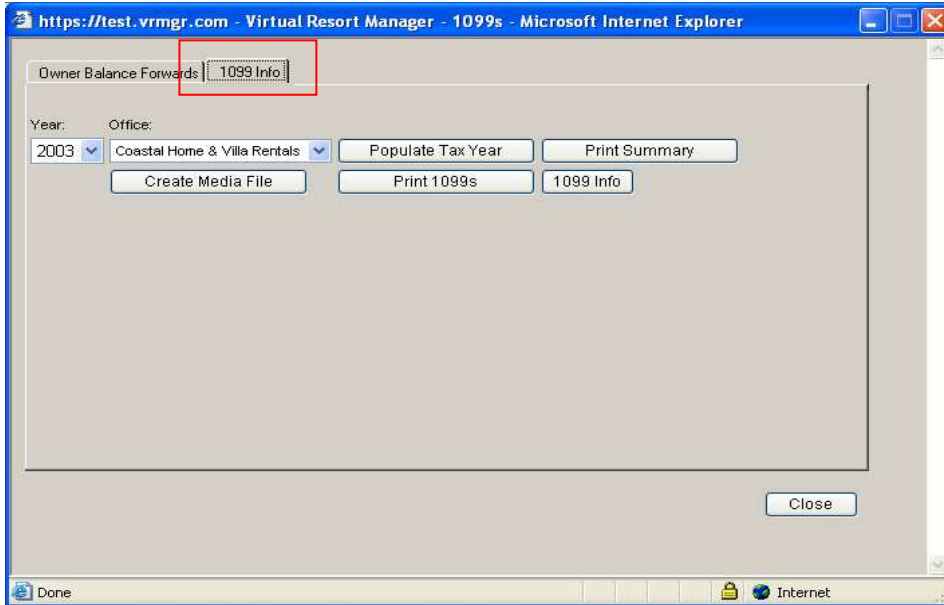 https://test.vrmgr.com - Virtual Resort Manager - 1099s - Microsoft Internet Explorer
Owner Balance Forwards 1099 Info
Year: Office:
2003 Coastal Home & Villa Rentals Populate Tax Year Print Summary
Create Media File Print 1099s 1099 Info
Close
Done Internet